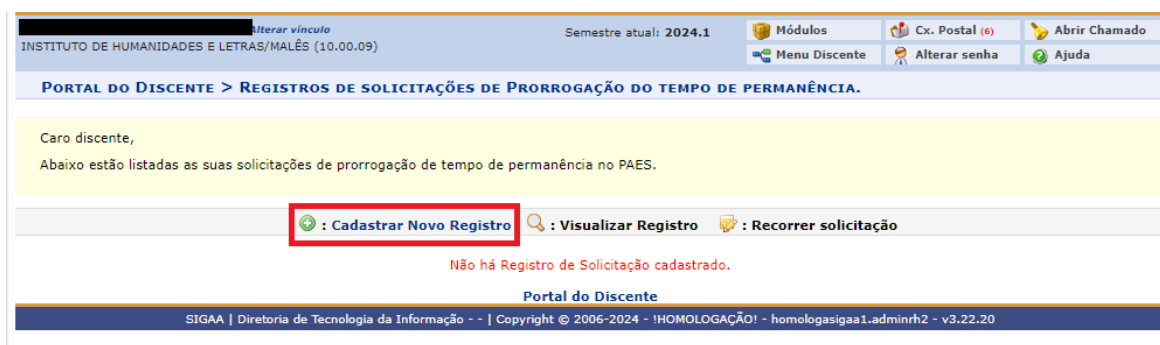 Alterar vínculo
Semestre atual: 2024.1
Módulos
Cx. Postal (6)
Abrir Chamado
INSTITUTO DE HUMANIDADES E LETRAS/MALÊS (10.00.09)
Menu Discente
Alterar senha
Ajuda
PORTAL DO DISCENTE > REGISTROS DE SOLICITAÇÕES DE PRORROGAÇÃO DO TEMPO DE PERMANÊNCIA.
Caro discente,
Abaixo estão listadas as suas solicitações de prorrogação de tempo de permanência no PAES.
: Cadastrar Novo Registro : Visualizar Registro : Recorrer solicitação
Não há Registro de Solicitação cadastrado.
Portal do Discente
SIGAA | Diretoria de Tecnologia da Informação - - | Copyright © 2006-2024 - !HOMOLOGAÇÃO! - homologasigaa1.adminrh2 - v3.22.20